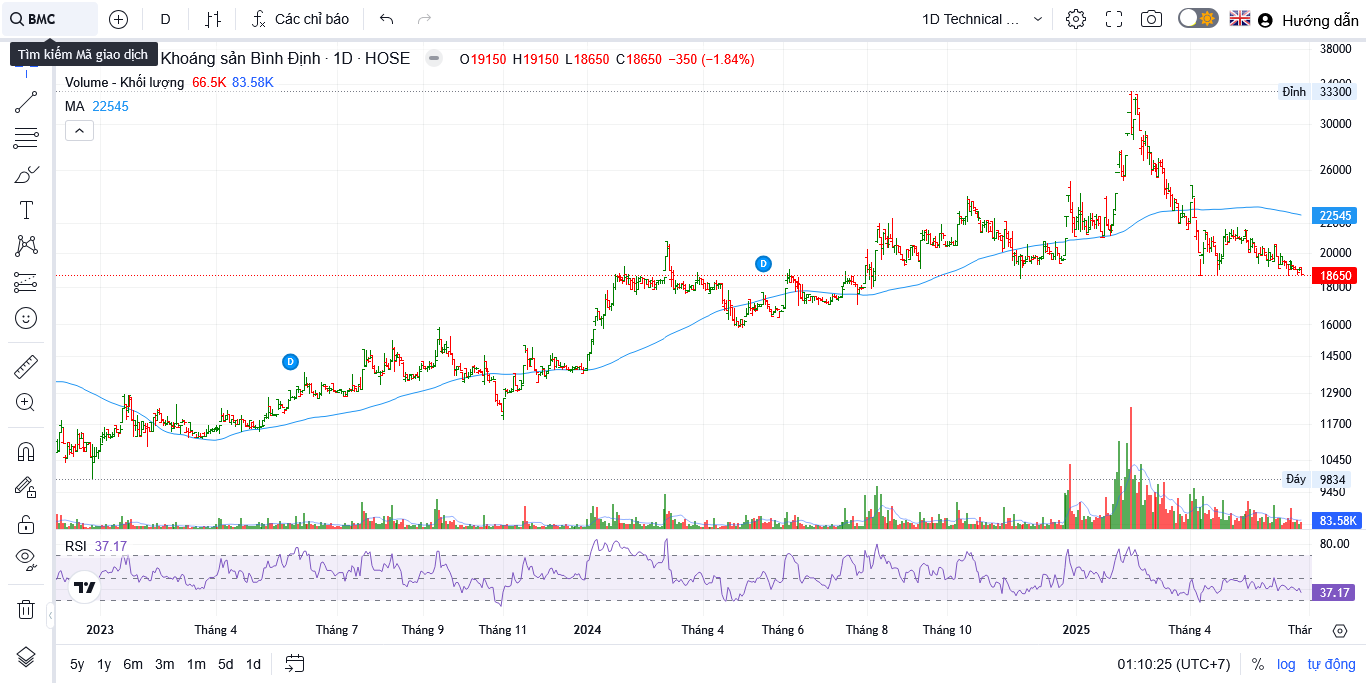 BMC D Các chỉ báo 1D Technical ... Hướng dẫn
Tìm kiếm Mã giao dịch
Khoáng sản Bình Định · 1D · HOSE O19150 H19150 L18650 C18650 −350 (−1.84%)
Volume - Khối lượng 66.5K 83.58K
MA 22545
38000
Đỉnh 33300
30000
26000
22545
D
20000
18650
18000
16000
D
14500
12900
11700
10450
Đáy 9834
9450
83.58K
RSI 37.17
80.00
37.17
2023 Tháng 4 Tháng 7 Tháng 9 Tháng 11 2024 Tháng 4 Tháng 6 Tháng 8 Tháng 10 2025 Tháng 4 Thár
5y 1y 6m 3m 1m 5d 1d 01:10:25 (UTC+7) % log tự động